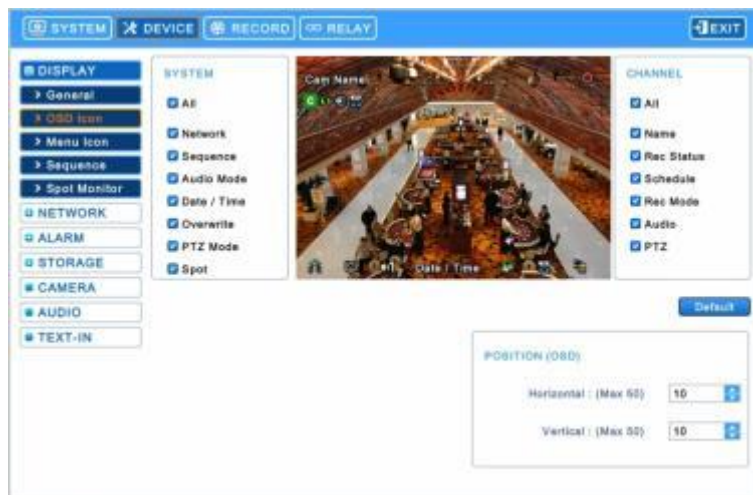 SYSTEM DEVICE RECORD RELAY EXIT
DISPLAY
General
OSD Icon
Menu Icon
Sequence
Spot Monitor
NETWORK
ALARM
STORAGE
CAMERA
AUDIO
TEXT-IN
SYSTEM
All
Network
Sequence
Audio Mode
Date / Time
Overwrite
PTZ Mode
Spot
Cam Name
Date / Time
CHANNEL
All
Name
Rec Status
Schedule
Rec Mode
Audio
PTZ
Default
POSITION (OSD)
Horizontal : (Max 50) 10
Vertical : (Max 50) 10